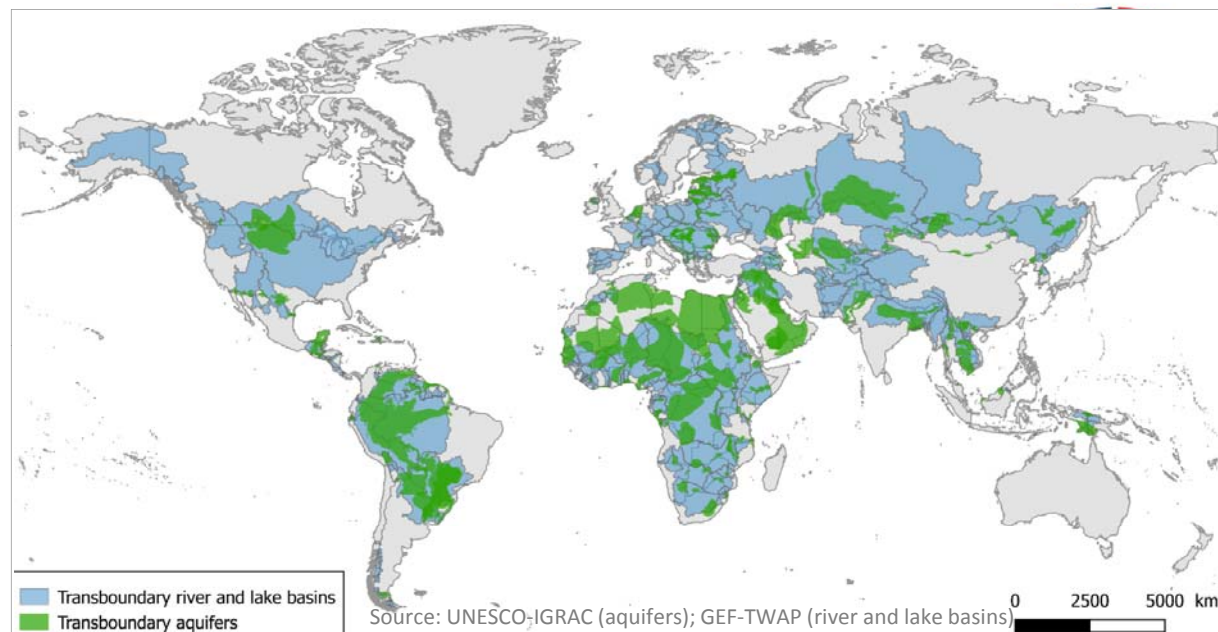 Transboundary river and lake basins
Transboundary aquifers
Source: UNESCO-IGRAC (aquifers); GEF-TWAP (river and lake basins)
0 2500 5000 km